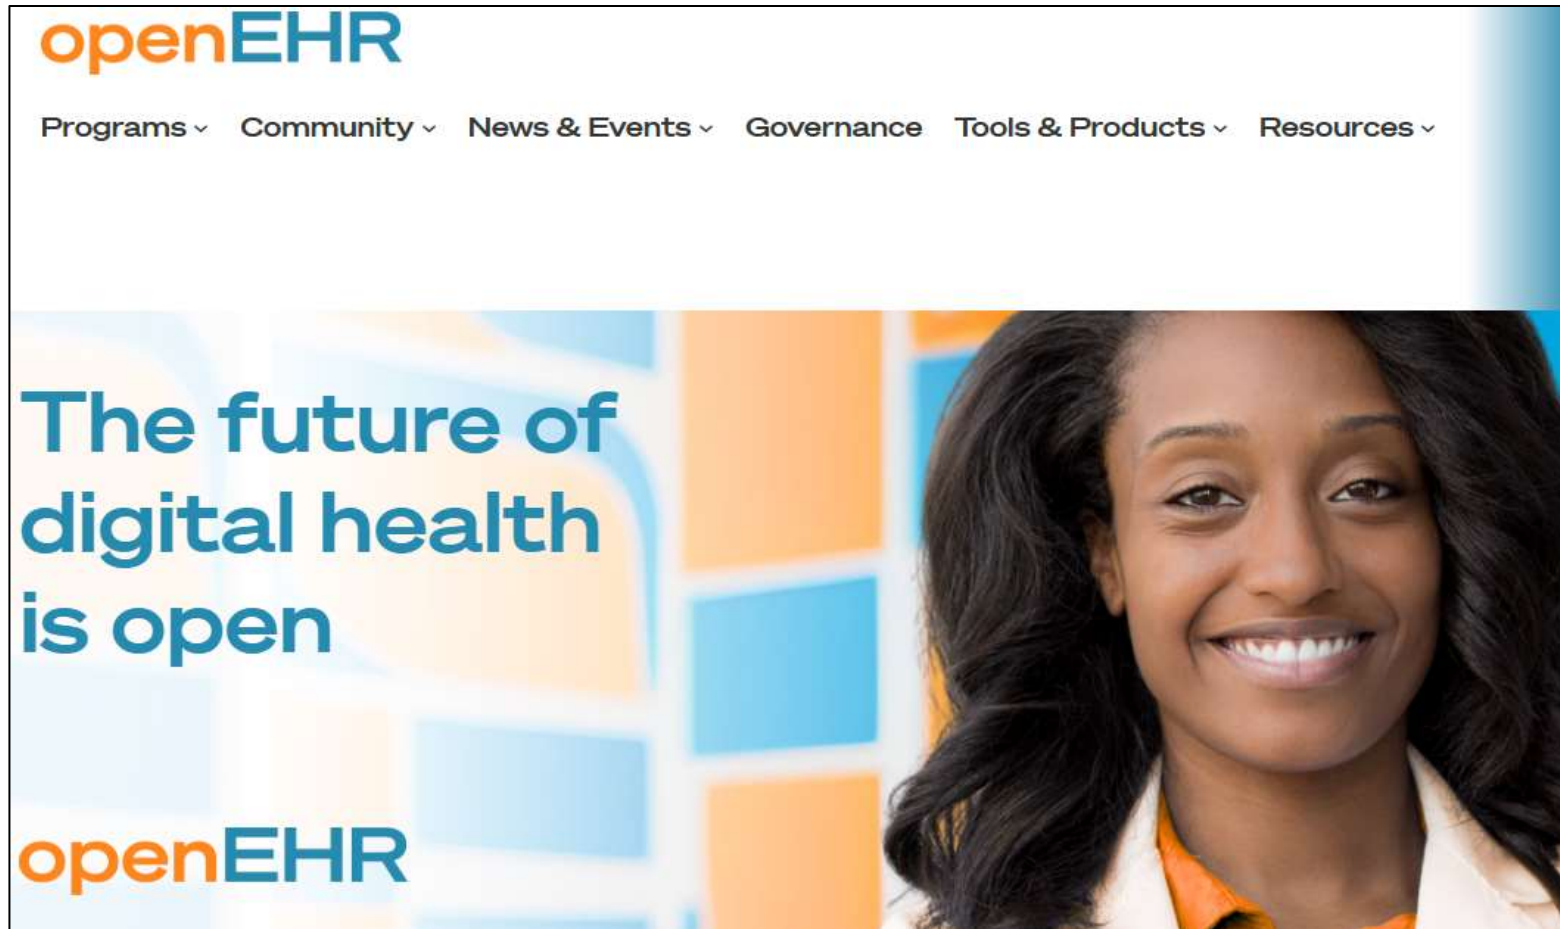 openEHR
Programs Community News & Events Governance Tools & Products Resources
The future of
digital health
is open
openEHR